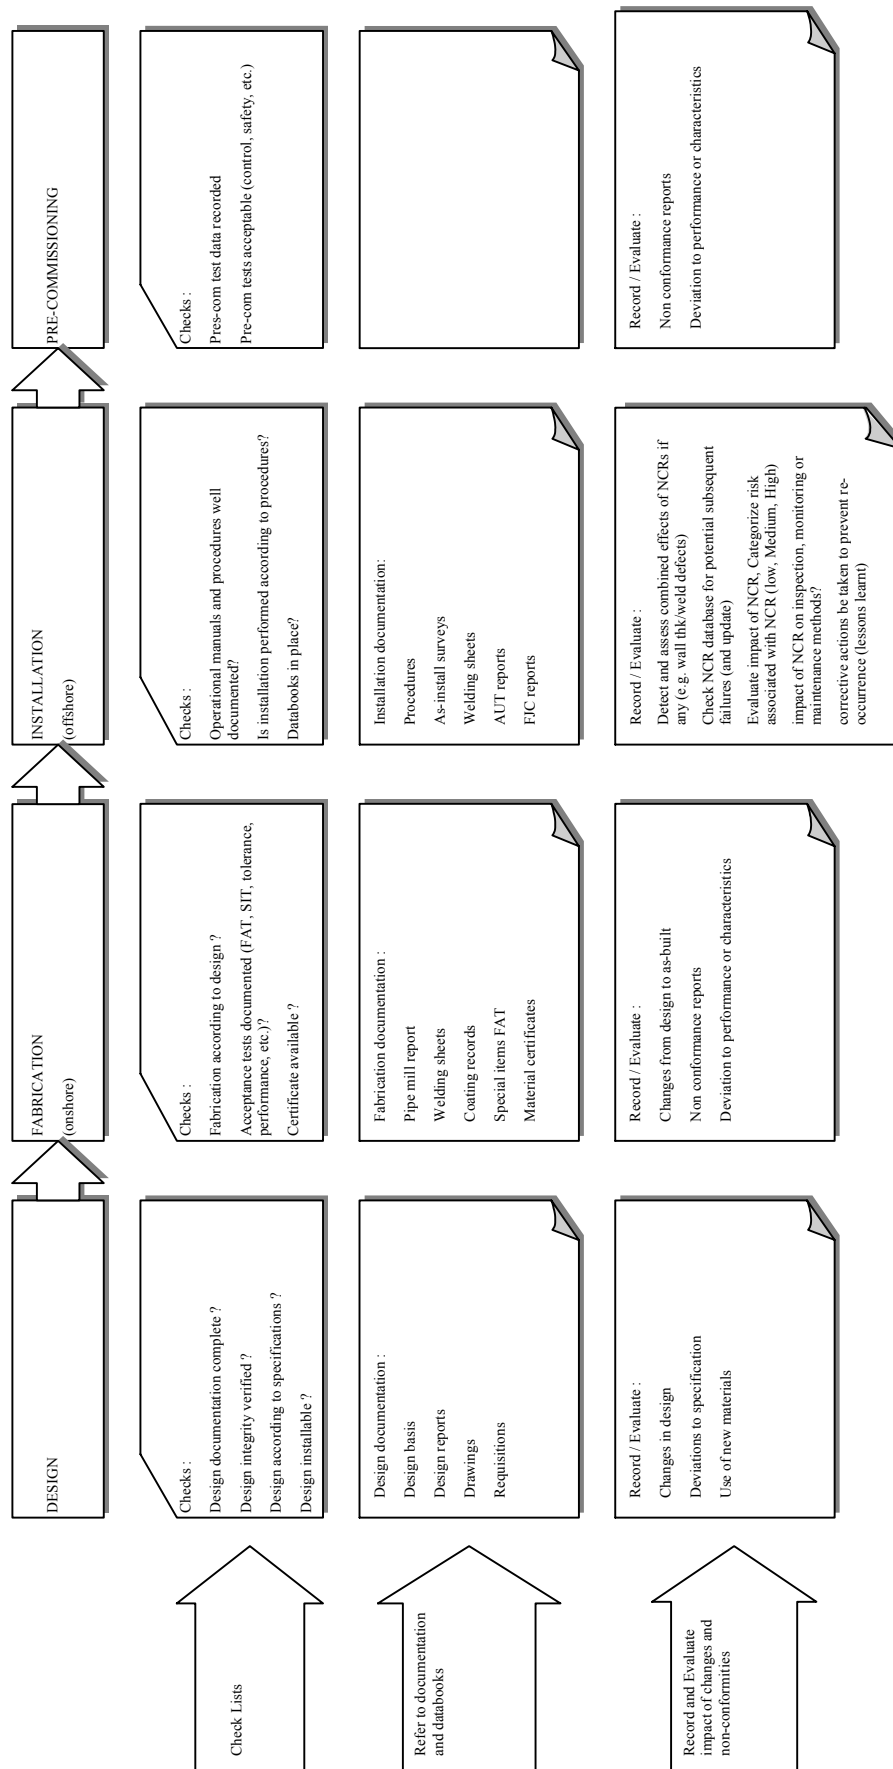 DESIGN
FABRICATION
(onshore)
INSTALLATION
(offshore)
PRE-COMMISSIONING
Check Lists
Checks :
Design documentation complete ?
Design integrity verified ?
Design according to specifications ?
Design installable ?
Checks :
Fabrication according to design ?
Acceptance tests documented (FAT, SIT, tolerance,
performance, etc.)?
Certificate available ?
Checks :
Operational manuals and procedures well
documented?
Is installation performed according to procedures?
Databooks in place?
Checks :
Pres-com test data recorded
Pre-com tests acceptable (control, safety, etc.)
Refer to documentation
and databooks
Design documentation :
Design basis
Design reports
Drawings
Requisitions
Fabrication documentation :
Pipe mill report
Welding sheets
Coating records
Special items FAT
Material certificates
Installation documentation:
Procedures
As-install surveys
Welding sheets
AUT reports
FJC reports
Record and Evaluate
impact of changes and
non-conformities
Record / Evaluate :
Changes in design
Deviations to specification
Use of new materials
Record / Evaluate :
Changes from design to as-built
Non conformance reports
Deviation to performance or characteristics
Record / Evaluate :
Detect and assess combined effects of NCRs if
any (e.g. wall thk/weld defects)
Check NCR database for potential subsequent
failures (and update)
Evaluate impact of NCR, Categorize risk
associated with NCR (low, Medium, High)
impact of NCR on inspection, monitoring or
maintenance methods?
corrective actions be taken to prevent re-
occurrence (lessons learnt)
Record / Evaluate :
Non conformance reports
Deviation to performance or characteristics